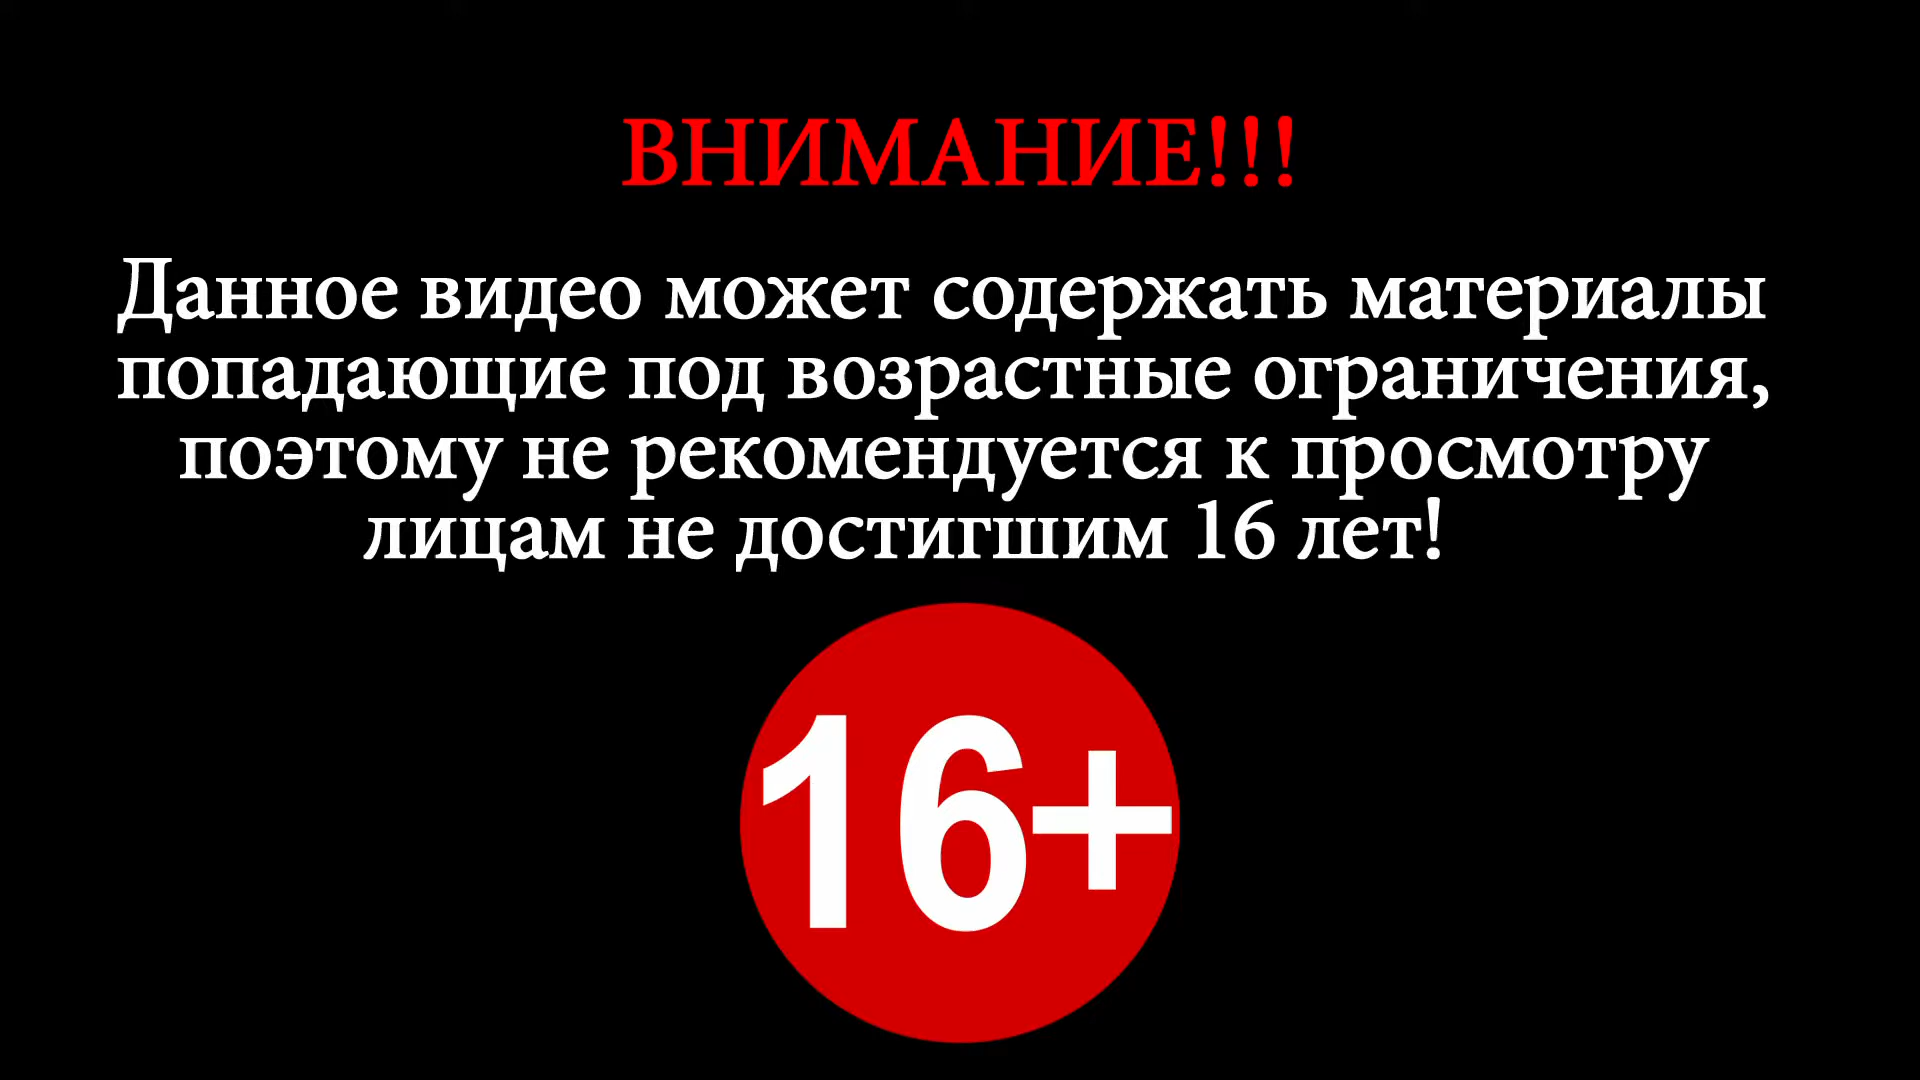 ВНИМАНИЕ!!!
Данное видео может содержать материалы
попадающие под возрастные ограничения,
поэтому не рекомендуется к просмотру
лицам не достигшим 16 лет!
16+